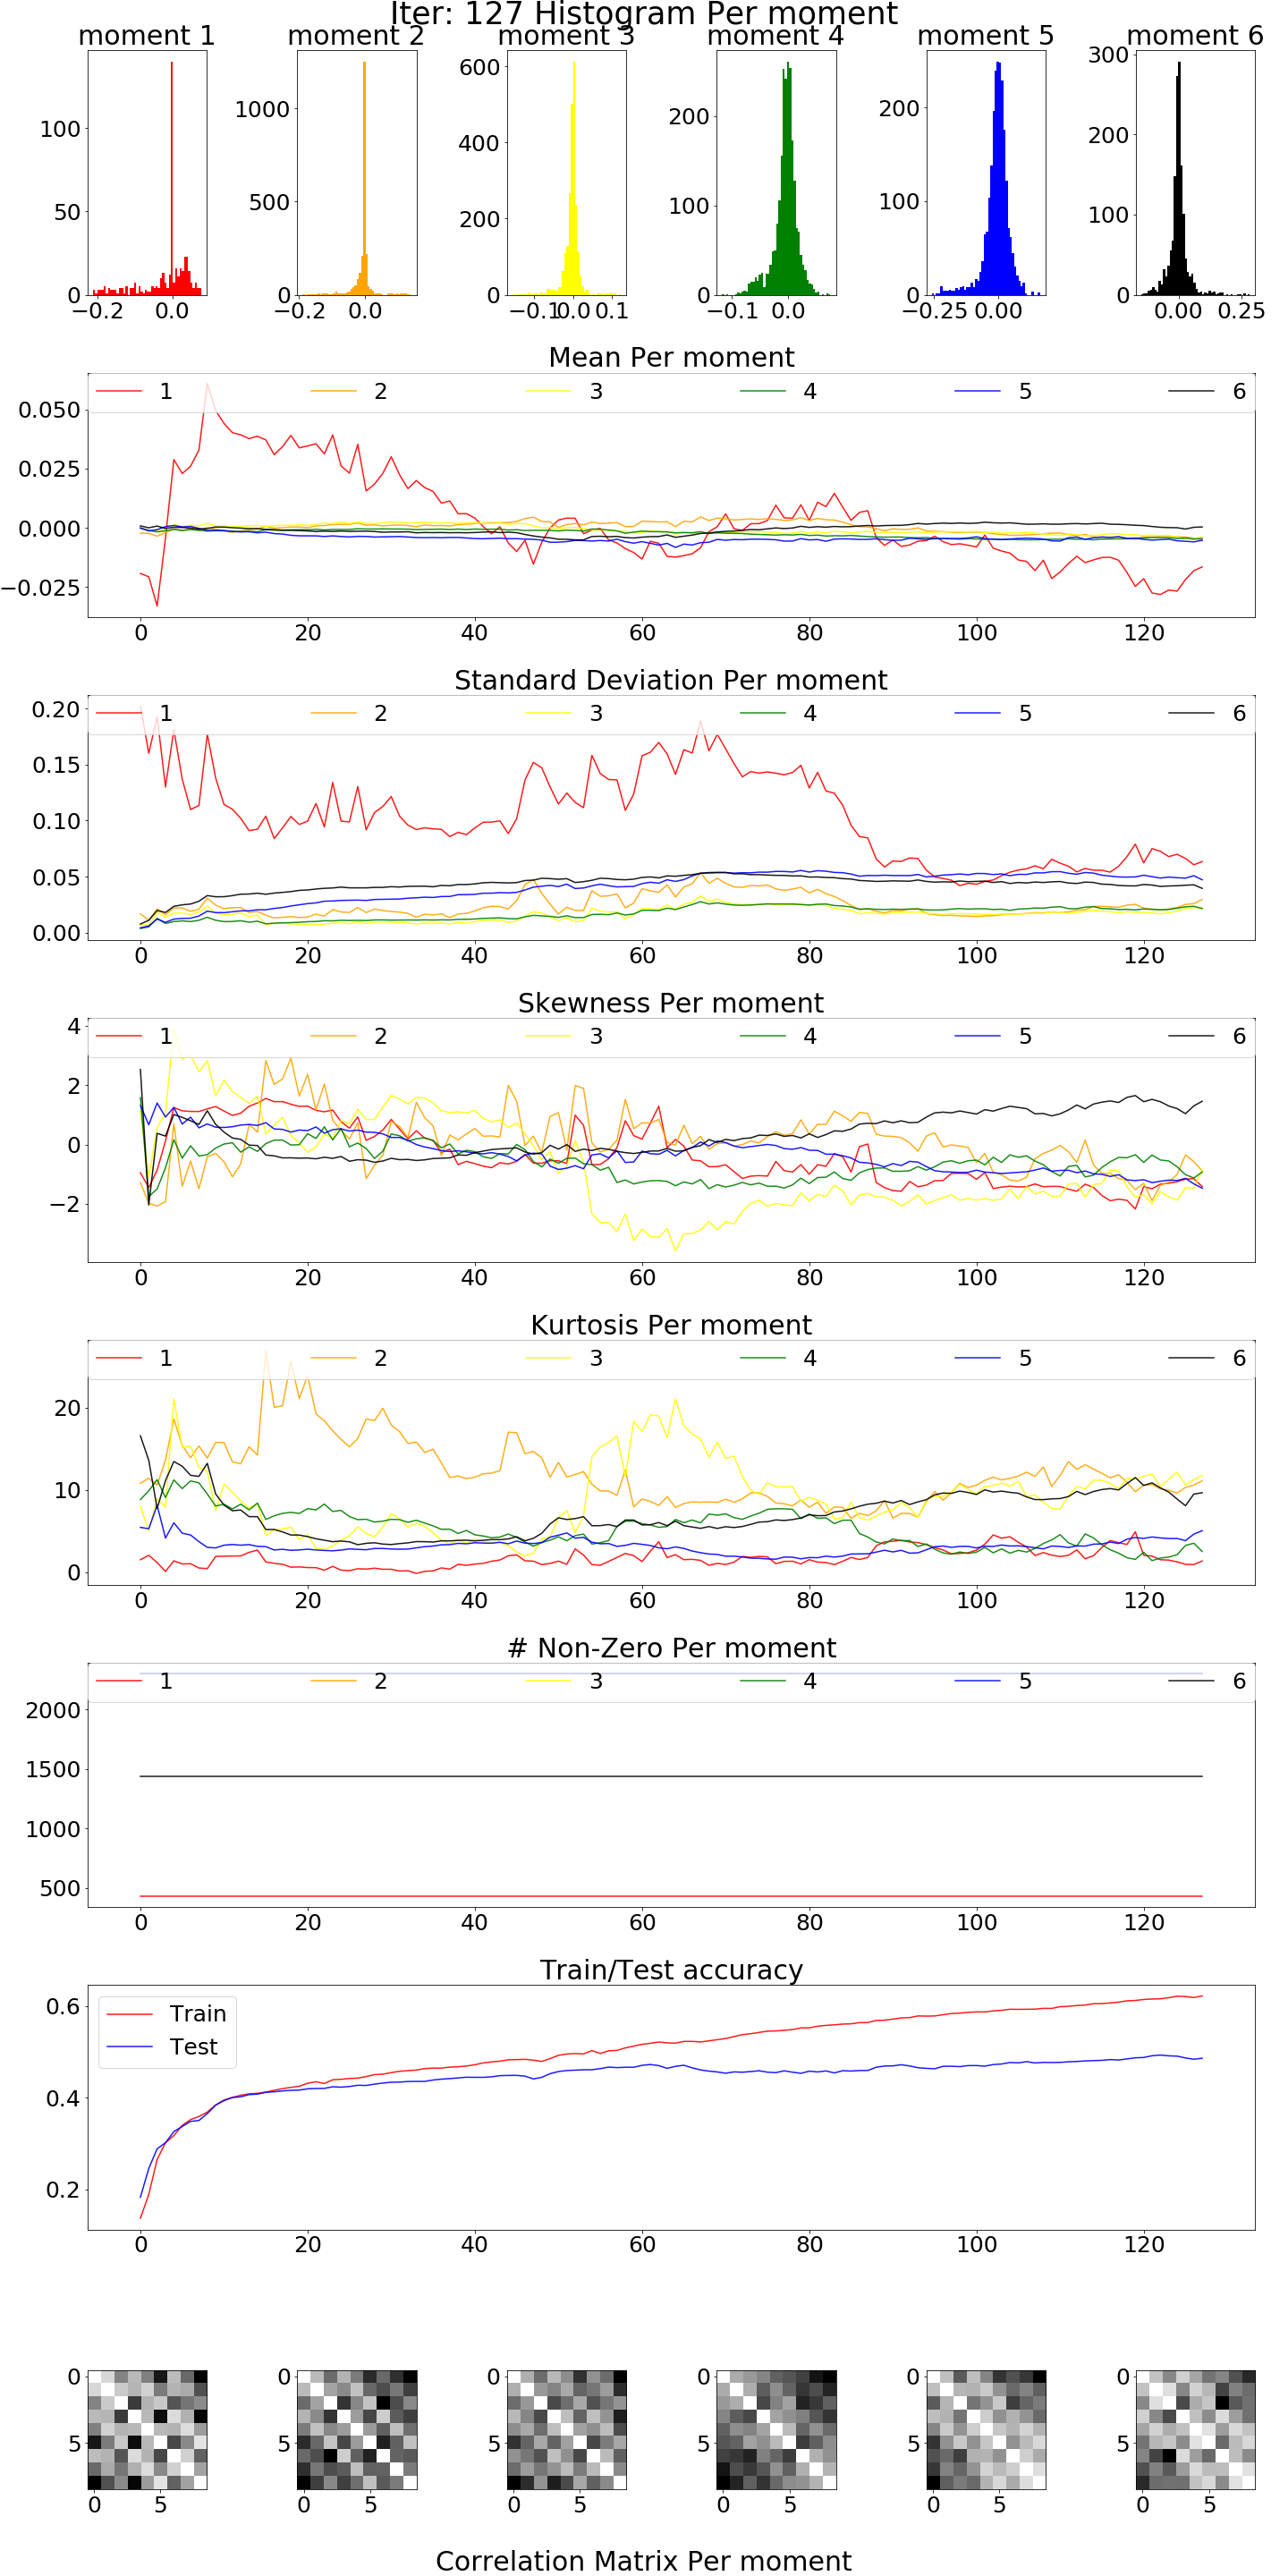 Iter: 127 Histogram Per moment
moment 1 moment 2 moment 3 moment 4 moment 5 moment 6
100
50
0
−0.2 0.0
1000
500
0
−0.2 0.0
600
400
200
0
−0.1 0.0 0.1
200
100
0
−0.1 0.0
200
100
0
−0.25 0.00
300
200
100
0
0.00 0.25
Mean Per moment
1 2 3 4 5 6
0.050
0.025
0.000
−0.025
0 20 40 60 80 100 120
Standard Deviation Per moment
1 2 3 4 5 6
0.20
0.15
0.10
0.05
0.00
0 20 40 60 80 100 120
Skewness Per moment
1 2 3 4 5 6
4
2
0
−2
0 20 40 60 80 100 120
Kurtosis Per moment
1 2 3 4 5 6
20
10
0
0 20 40 60 80 100 120
# Non-Zero Per moment
1 2 3 4 5 6
2000
1500
1000
500
0 20 40 60 80 100 120
Train/Test accuracy
Train
Test
0.6
0.4
0.2
0 20 40 60 80 100 120
0 0 0 0 0 0
5 5 5 5 5 5
0 5 0 5 0 5 0 5 0 5 0 5
Correlation Matrix Per moment